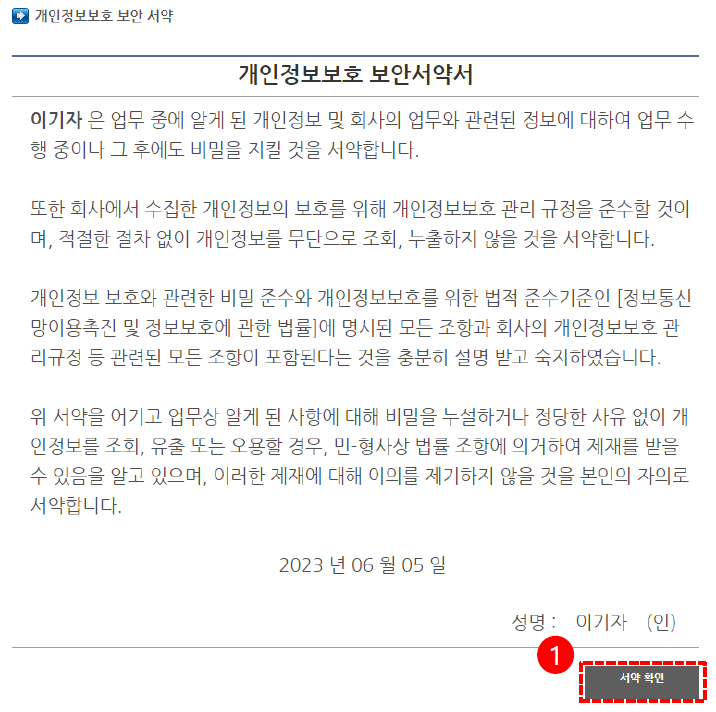 개인정보보호 보안 서약
개인정보보호 보안서약서
이기자 은 업무 중에 알게 된 개인정보 및 회사의 업무와 관련된 정보에 대하여 업무 수
행 중이나 그 후에도 비밀을 지킬 것을 서약합니다.
또한 회사에서 수집한 개인정보의 보호를 위해 개인정보보호 관리 규정을 준수할 것이
며, 적절한 절차 없이 개인정보를 무단으로 조회, 누출하지 않을 것을 서약합니다.
개인정보 보호와 관련한 비밀 준수와 개인정보보호를 위한 법적 준수기준인 [정보통신
망이용촉진 및 정보보호에 관한 법률]에 명시된 모든 조항과 회사의 개인정보보호 관
리규정 등 관련된 모든 조항이 포함된다는 것을 충분히 설명 받고 숙지하였습니다.
위 서약을 어기고 업무상 알게 된 사항에 대해 비밀을 누설하거나 정당한 사유 없이 개
인정보를 조회, 유출 또는 오용할 경우, 민-형사상 법률 조항에 의거하여 제재를 받을
수 있음을 알고 있으며, 이러한 제재에 대해 이의를 제기하지 않을 것을 본인의 자의로
서약합니다.
2023 년 06 월 05 일
성명 : 이기자 (인)
1
서약 확인